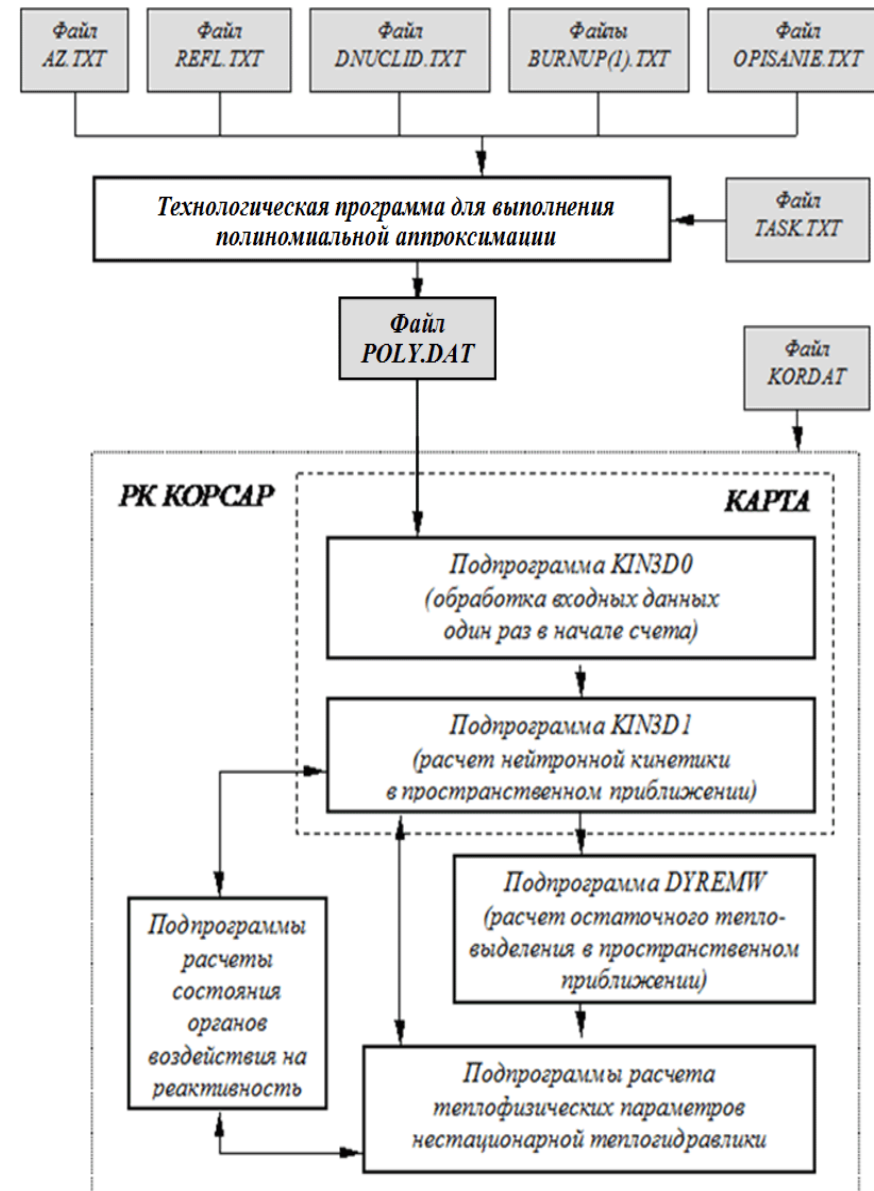 Файл
AZ.TXT
Файл
REFL.TXT
Файл
DNUCLID.TXT
Файлы
BURNUP(1).TXT
Файл
OPISANIE.TXT
Технологическая программа для выполнения
полиномиальной аппроксимации
Файл
TASK.TXT
Файл
POLY.DAT
Файл
KORDAT
РК КОРСАР
КАРТА
Подпрограмма KIN3D0
(обработка входных данных
один раз в начале счета)
Подпрограмма KIN3D1
(расчет нейтронной кинетики
в пространственном приближении)
Подпрограмма DYREMW
(расчет остаточного тепло-
выделения в пространственном
приближении)
Подпрограммы
расчеты
состояния
органов
воздействия на
реактивность
Подпрограммы расчета
теплофизических параметров
нестационарной теплогидравлики